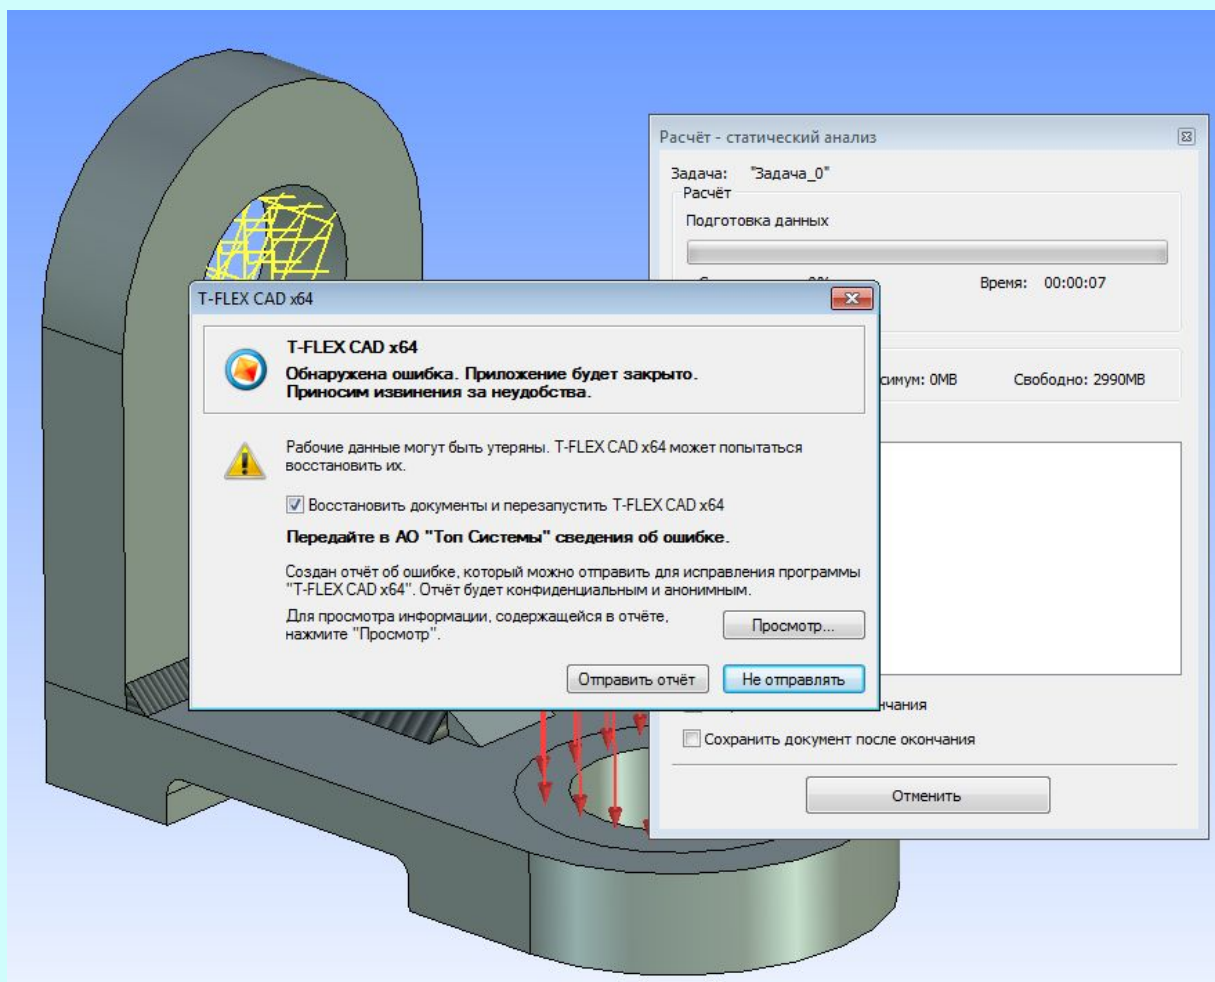 Расчёт - статический анализ
Задача: "Задача_0"
Расчёт
Подготовка данных
0%
Время: 00:00:07
T-FLEX CAD x64
T-FLEX CAD x64
Обнаружена ошибка. Приложение будет закрыто.
Приносим извинения за неудобства.
Свободно: 2990MB
0MB
Рабочие данные могут быть утеряны. T-FLEX CAD x64 может попытаться
восстановить их.
Восстановить документы и перезапустить T-FLEX CAD x64
Передайте в АО "Топ Системы" сведения об ошибке.
Создан отчёт об ошибке, который можно отправить для исправления программы
"T-FLEX CAD x64". Отчёт будет конфиденциальным и анонимным.
Для просмотра информации, содержащейся в отчёте,
нажмите "Просмотр".
Просмотр...
Отправить отчёт
Не отправлять
Сохранить документ после окончания
Отменить